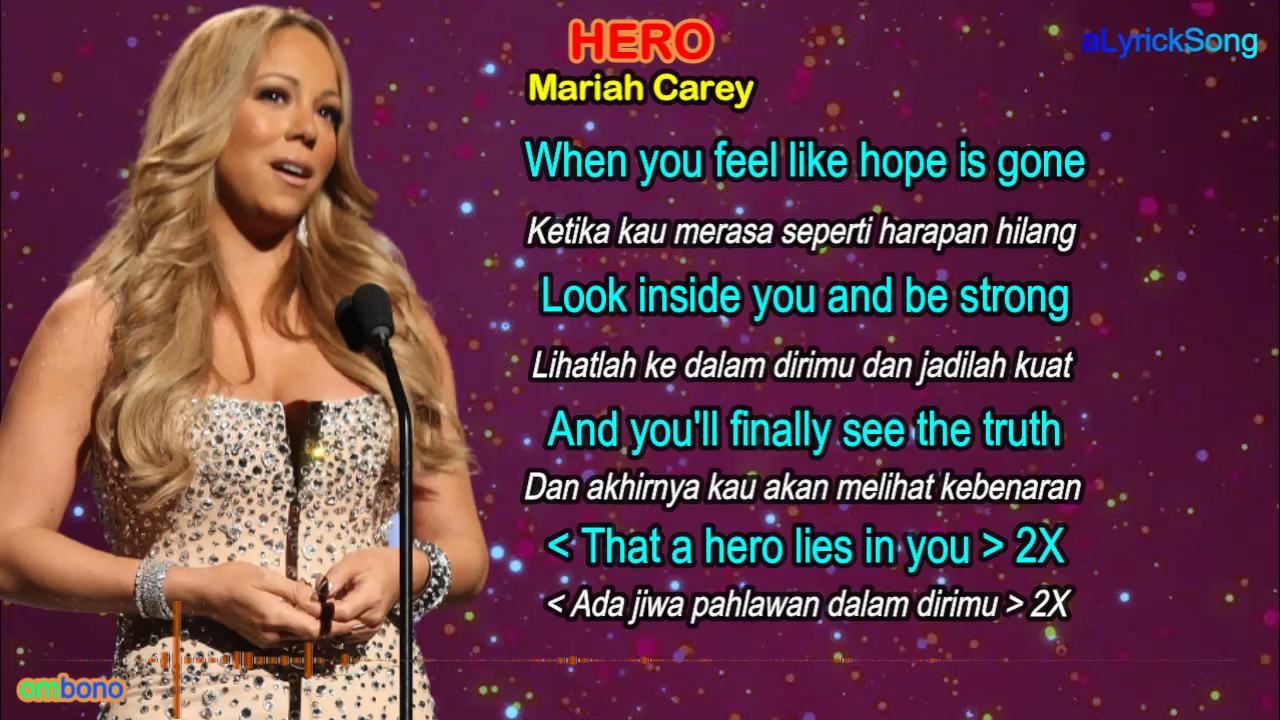 HERO
aLyrickSong
Mariah Carey
When you feel like hope is gone
Ketika kau merasa seperti harapan hilang
Look inside you and be strong
Lihatlah ke dalam dirimu dan jadilah kuat
And you'll finally see the truth
Dan akhirnya kau akan melihat kebenaran
< That a hero lies in you > 2X
< Ada jiwa pahlawan dalam dirimu > 2X
ombono